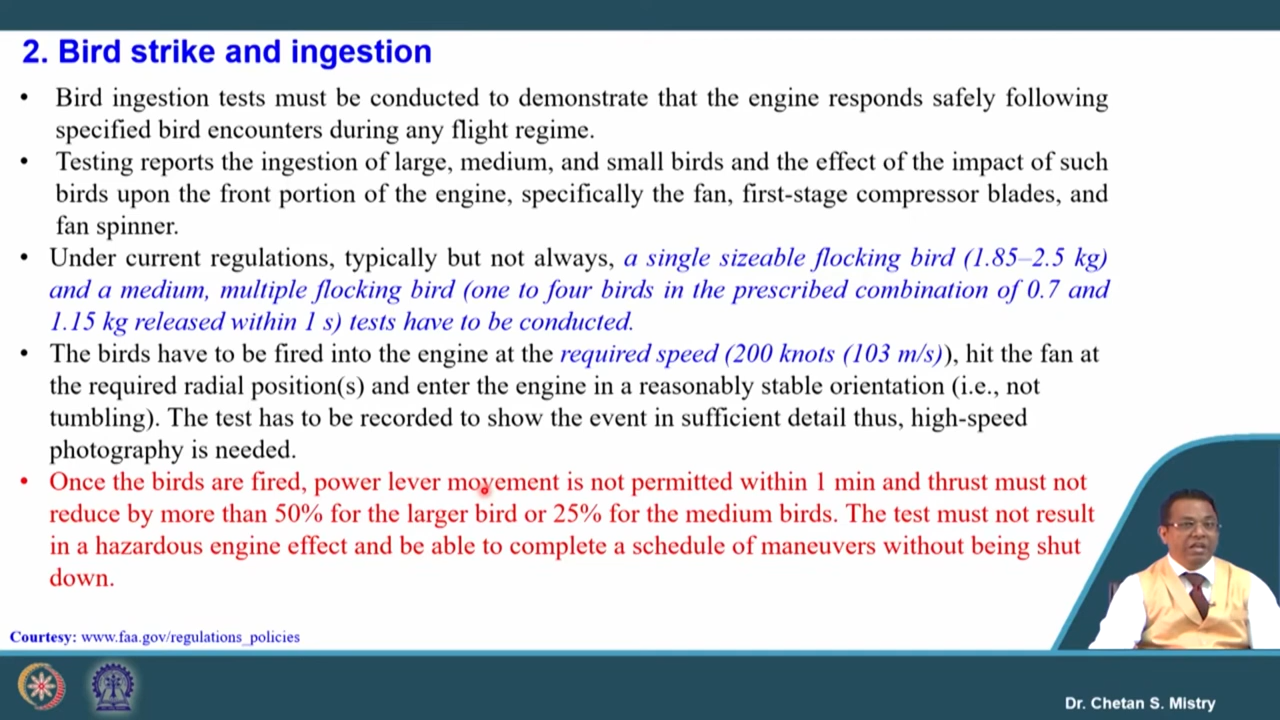 2. Bird strike and ingestion
• Bird ingestion tests must be conducted to demonstrate that the engine responds safely following
specified bird encounters during any flight regime.
• Testing reports the ingestion of large, medium, and small birds and the effect of the impact of such
birds upon the front portion of the engine, specifically the fan, first-stage compressor blades, and
fan spinner.
• Under current regulations, typically but not always, a single sizeable flocking bird (1.85–2.5 kg)
and a medium, multiple flocking bird (one to four birds in the prescribed combination of 0.7 and
1.15 kg released within 1 s) tests have to be conducted.
• The birds have to be fired into the engine at the required speed (200 knots (103 m/s)), hit the fan at
the required radial position(s) and enter the engine in a reasonably stable orientation (i.e., not
tumbling). The test has to be recorded to show the event in sufficient detail thus, high-speed
photography is needed.
• Once the birds are fired, power lever movement is not permitted within 1 min and thrust must not
reduce by more than 50% for the larger bird or 25% for the medium birds. The test must not result
in a hazardous engine effect and be able to complete a schedule of maneuvers without being shut
down.
Courtesy: www.faa.gov/regulations_policies
Dr. Chetan S. Mistry